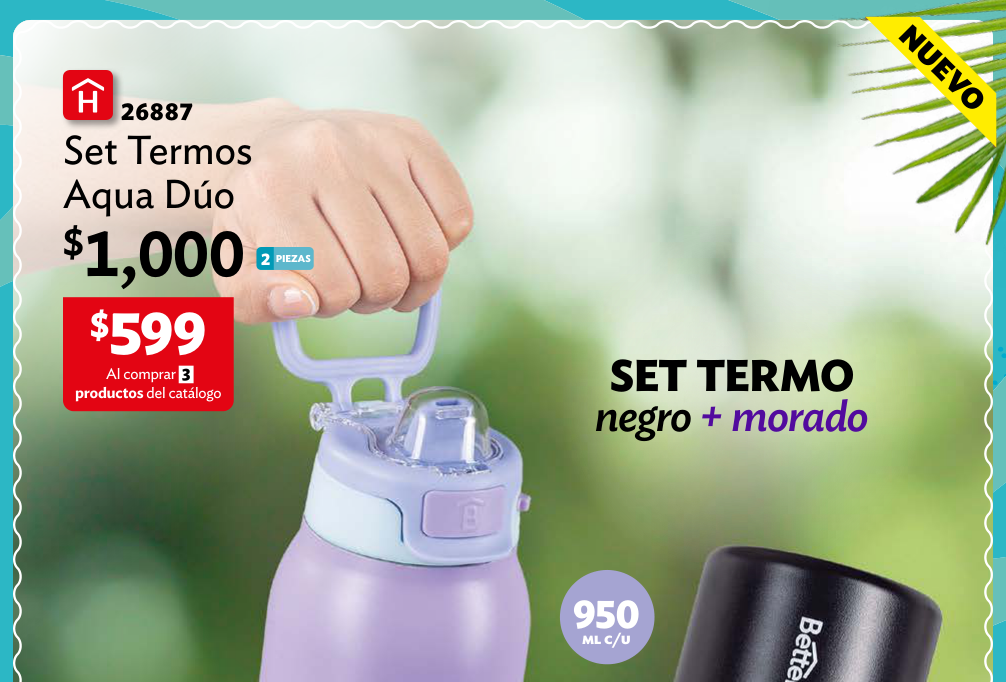 NUEVO
H 26887
Set Termos
Aqua Dúo
$1,000 2 PIEZAS
$599
Al comprar 3
productos del catálogo
SET TERMO
negro + morado
950
ML C/U
Bette